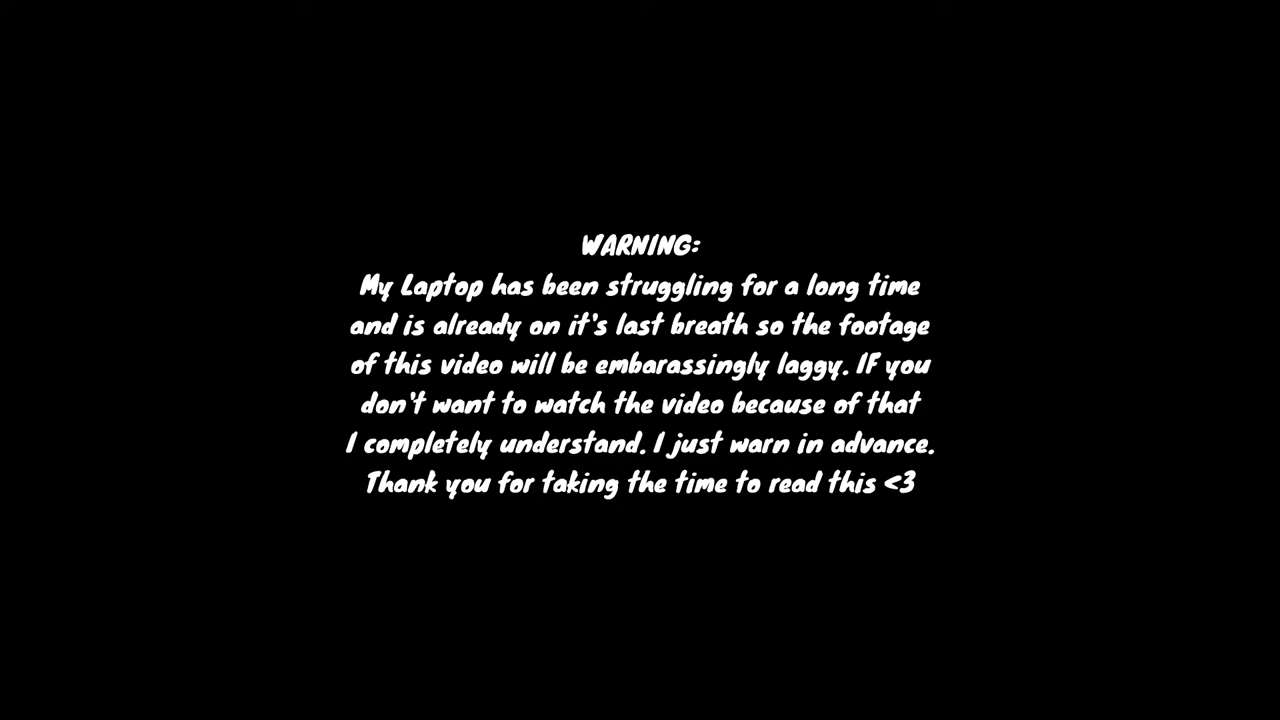 WARNING:
My Laptop has been struggling for a long time
and is already on it's last breath so the footage
of this video will be embarassingly laggy. IF you
don't want to watch the video because of that
I completely understand. I just warn in advance.
Thank you for taking the time to read this <3